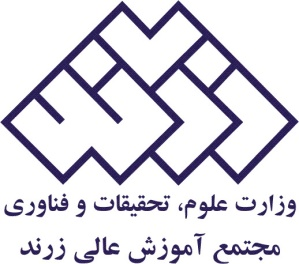 وزارت علوم، تحقیقات و فناوری
مجتمع آموزش عالی زرند